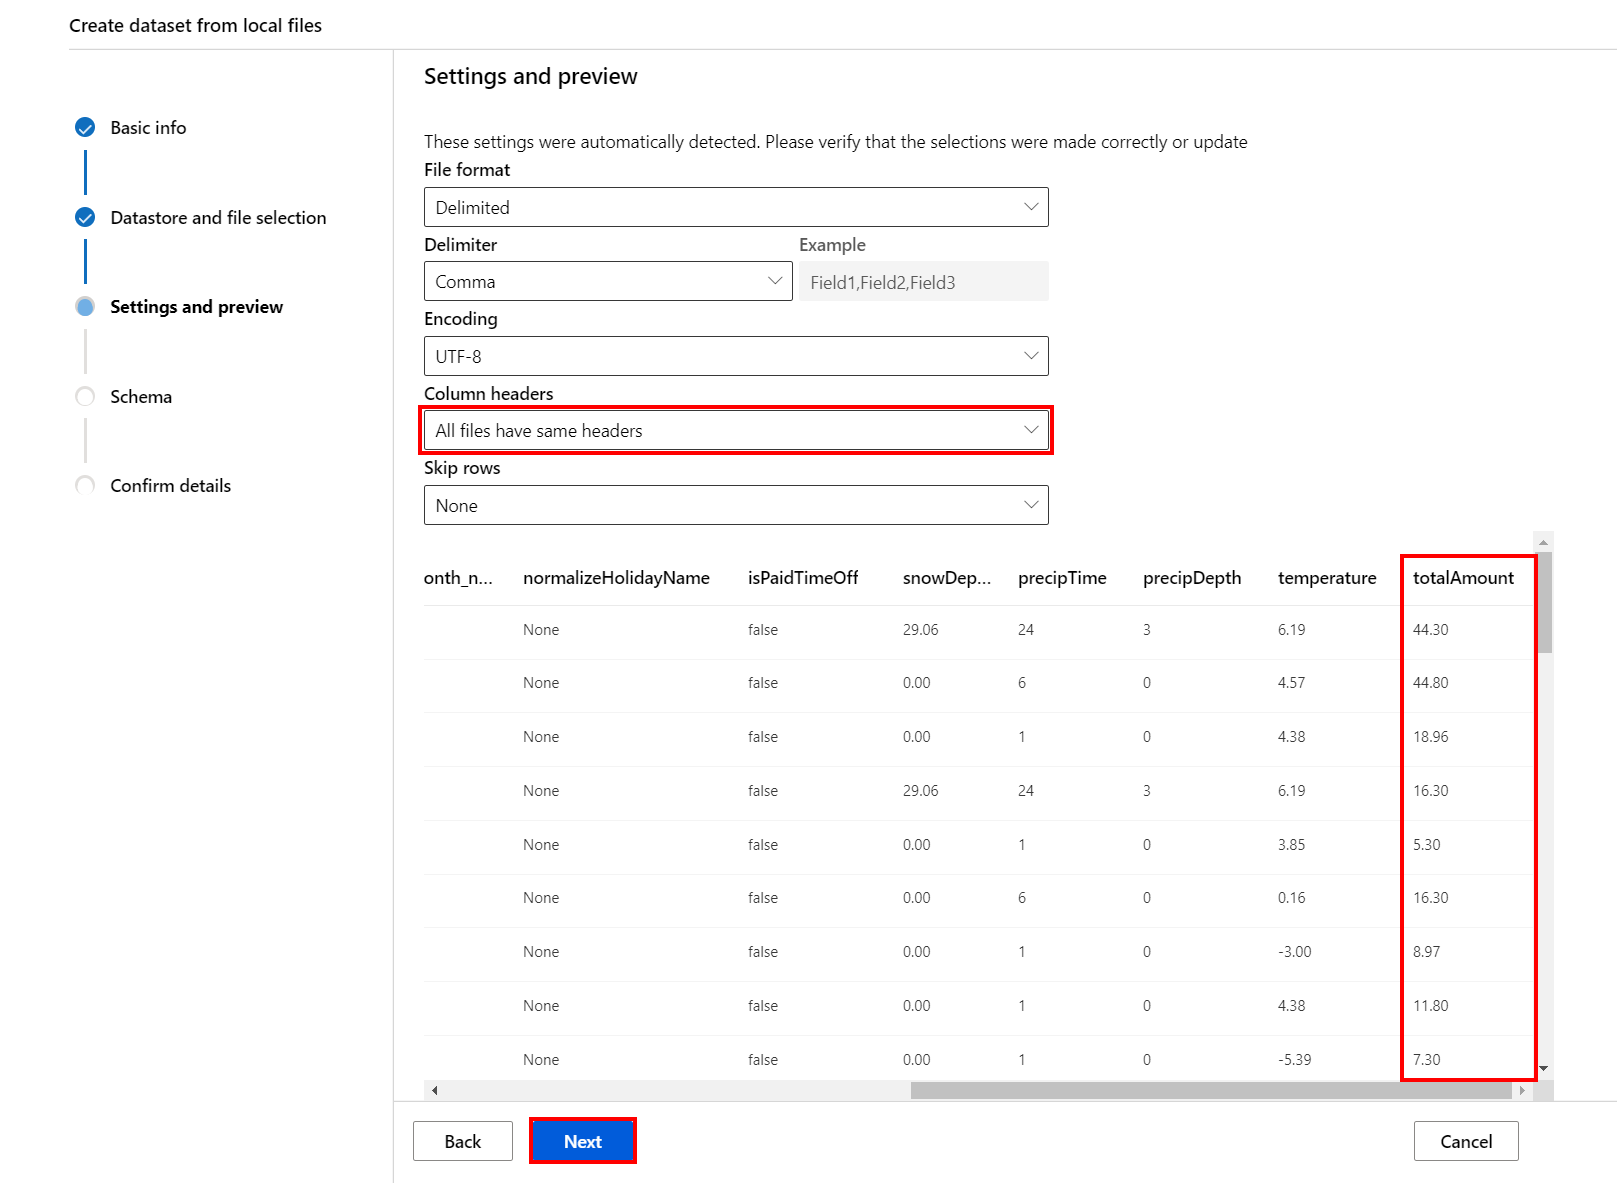 Create dataset from local files
Basic info
Datastore and file selection
Settings and preview
Schema
Confirm details
Settings and preview
These settings were automatically detected. Please verify that the selections were made correctly or update
File format
Delimited
Delimiter Example
Comma Field1,Field2,Field3
Encoding
UTF-8
Column headers
All files have same headers
Skip rows
None
onth_n... normalizeHolidayName isPaidTimeOff snowDep... precipTime precipDepth temperature totalAmount
None false 29.06 24 3 6.19 44.30
None false 0.00 6 0 4.57 44.80
None false 0.00 1 0 4.38 18.96
None false 29.06 24 3 6.19 16.30
None false 0.00 1 0 3.85 5.30
None false 0.00 6 0 0.16 16.30
None false 0.00 1 0 -3.00 8.97
None false 0.00 1 0 4.38 11.80
None false 0.00 1 0 -5.39 7.30
Back Next Cancel